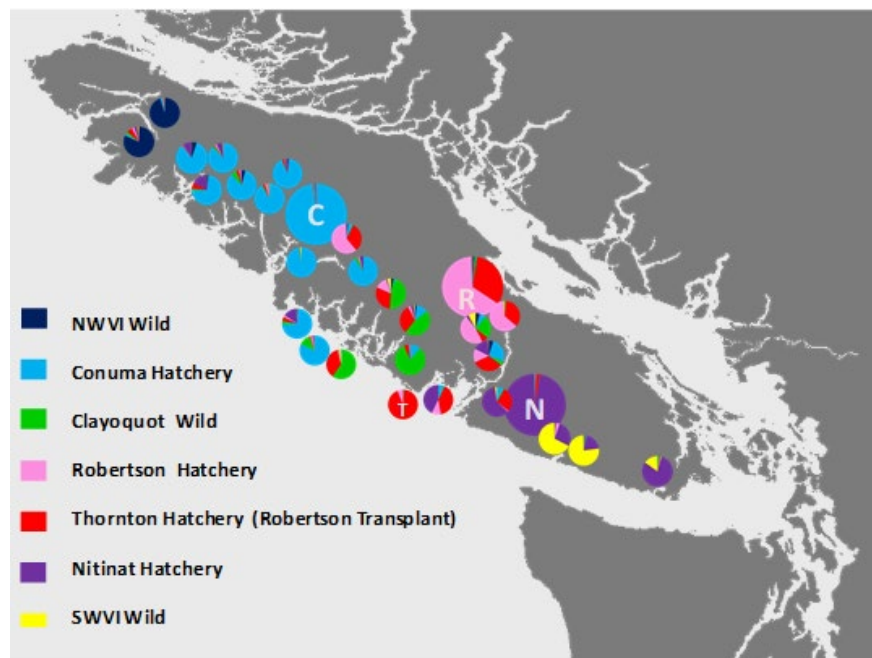 C
R
N
T
NWVI Wild
Conuma Hatchery
Clayoquot Wild
Robertson Hatchery
Thornton Hatchery (Robertson Transplant)
Nitinat Hatchery
SWVI Wild